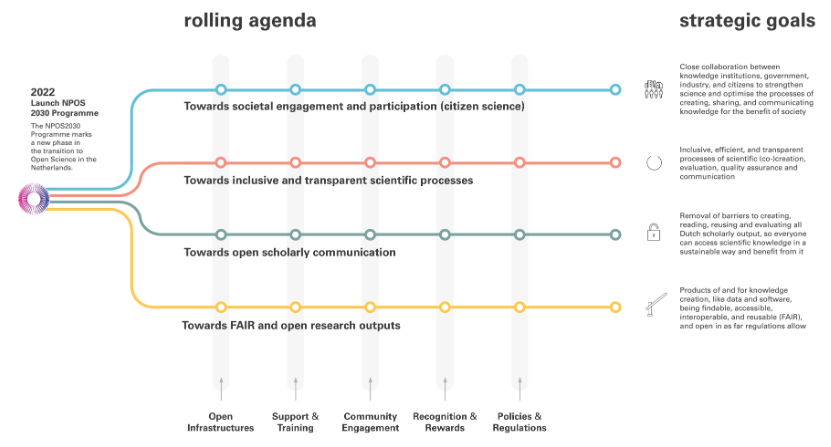 rolling agenda
strategic goals
2022
Launch NPOS
2030 Programme
The NPOS2030
Programme marks
a new phase in
the transition to
Open Science in the
Netherlands.
Towards societal engagement and participation (citizen science)
Close collaboration between
knowledge institutions, government,
industry, and citizens to strengthen
science and optimise the processes of
creating, sharing, and communicating
knowledge for the benefit of society
Towards inclusive and transparent scientific processes
Inclusive, efficient, and transparent
processes of scientific (co-)creation,
evaluation, quality assurance and
communication
Towards open scholarly communication
Removal of barriers to creating,
reading, reusing and evaluating all
Dutch scholarly output, so everyone
can access scientific knowledge in a
sustainable way and benefit from it
Towards FAIR and open research outputs
Products of and for knowledge
creation, like data and software,
being findable, accessible,
interoperable, and reusable (FAIR),
and open in as far regulations allow
Open
Infrastructures
Support &
Training
Community
Engagement
Recognition &
Rewards
Policies &
Regulations